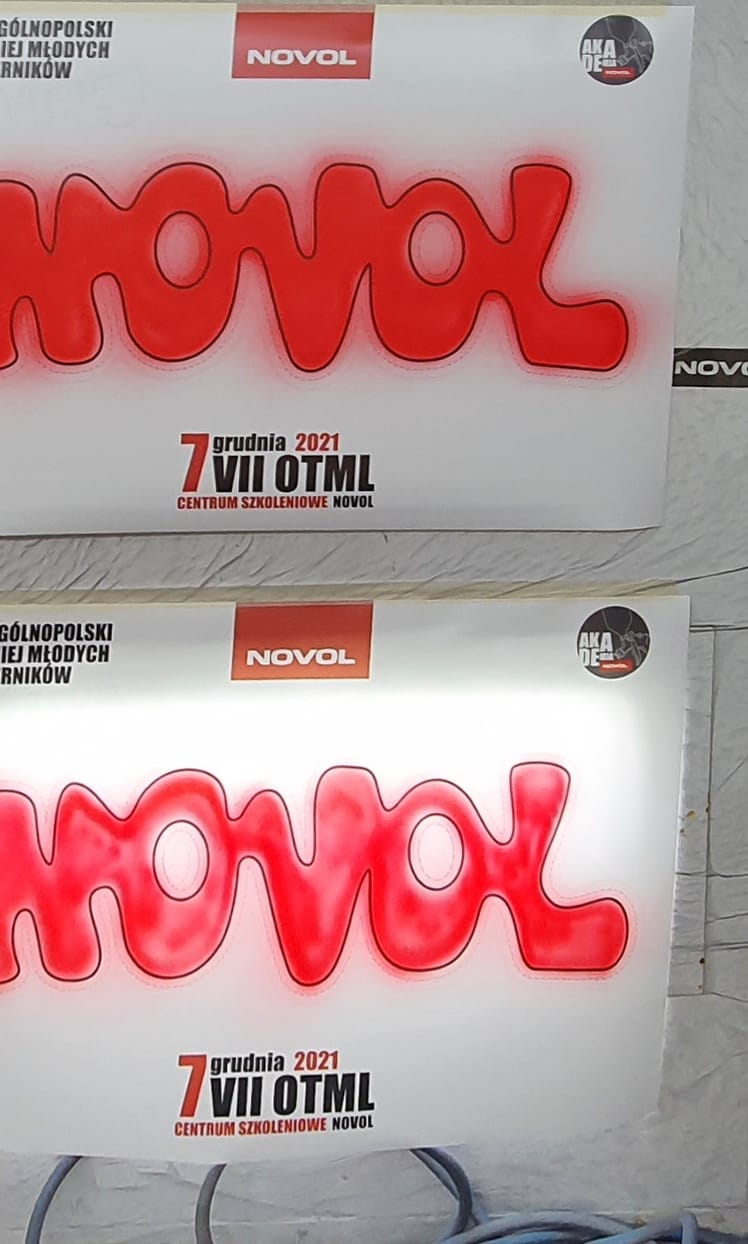 GÓLNOPOLSKI
IEJ MŁODYCH
RNIKÓW
NOVOL
AKA
DE
NOVOL
NOVOL
7 grudnia 2021
VII OTML
CENTRUM SZKOLENIOWE NOVOL
NOVO
GÓLNOPOLSKI
IEJ MŁODYCH
RNIKÓW
NOVOL
AKA
DE
NOVOL
NOVOL
7 grudnia 2021
VII OTML
CENTRUM SZKOLENIOWE NOVOL